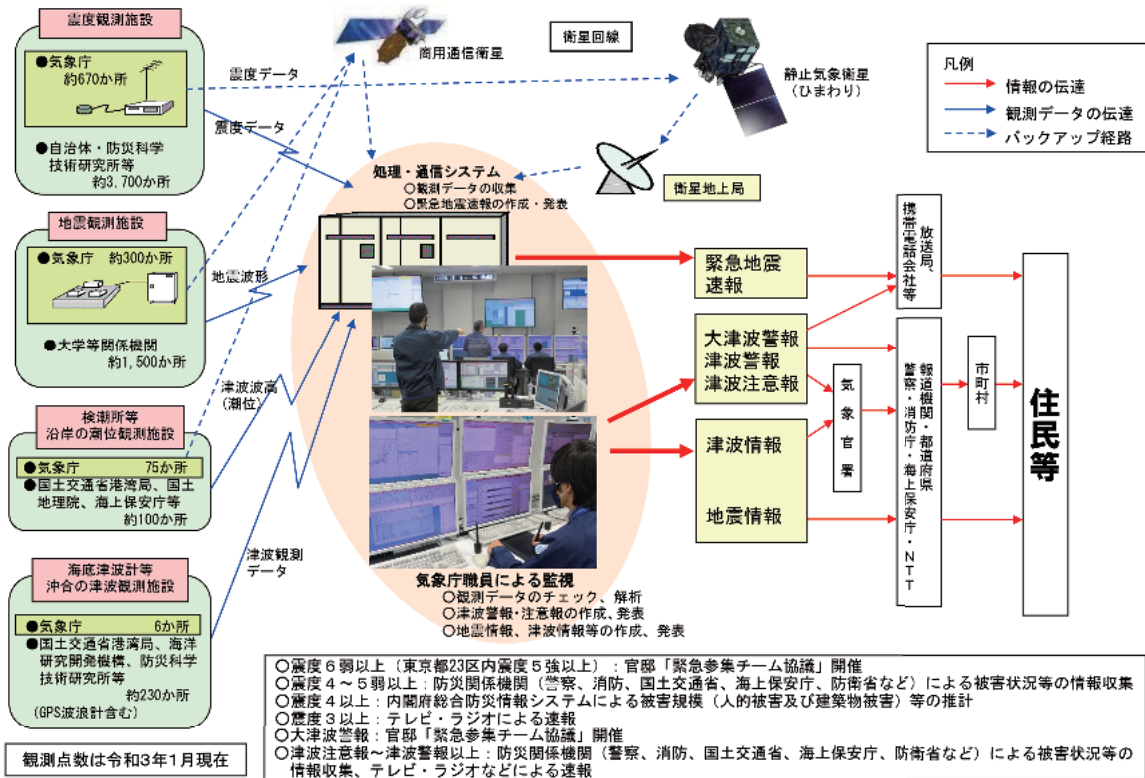 震度観測施設
●気象庁
約670か所
●自治体・防災科学
技術研究所等
約3,700か所
地震観測施設
●気象庁 約300か所
●大学等関係機関
約1,500か所
検潮所等
沿岸の潮位観測施設
●気象庁 75か所
●国土交通省港湾局、国土
地理院、海上保安庁等
約100か所
海底津波計等
沖合の津波観測施設
●気象庁 6か所
●国土交通省港湾局、海洋
研究開発機構、防災科学
技術研究所等
約230か所
(GPS波浪計含む)
観測点数は令和3年1月現在
商用通信衛星
衛星回線
静止気象衛星
(ひまわり)
震度データ
震度データ
地震波形
津波波高
(潮位)
津波観測
データ
衛星地上局
凡例
情報の伝達
観測データの伝達
バックアップ経路
処理・通信システム
○観測データの収集
○緊急地震速報の作成・発表
気象庁職員による監視
○観測データのチェック、解析
○津波警報・注意報の作成、発表
○地震情報、津波情報等の作成、発表
緊急地震
速報
大津波警報
津波警報
津波注意報
津波情報
地震情報
気象官署
放送局、
携帯電話会社等
報道機関・都道府県
警察・消防庁・海上保安庁・NTT
市町村
住民等
○震度6弱以上（東京都23区内震度5強以上）：官邸「緊急参集チーム協議」開催
○震度4～5弱以上：防災関係機関（警察、消防、国土交通省、海上保安庁、防衛省など）による被害状況等の情報収集
○震度4以上：内閣府総合防災情報システムによる被害規模（人的被害及び建築物被害）等の推計
○震度3以上：テレビ・ラジオによる速報
○大津波警報：官邸「緊急参集チーム協議」開催
○津波注意報～津波警報以上：防災関係機関（警察、消防、国土交通省、海上保安庁、防衛省など）による被害状況等の
情報収集、テレビ・ラジオなどによる速報